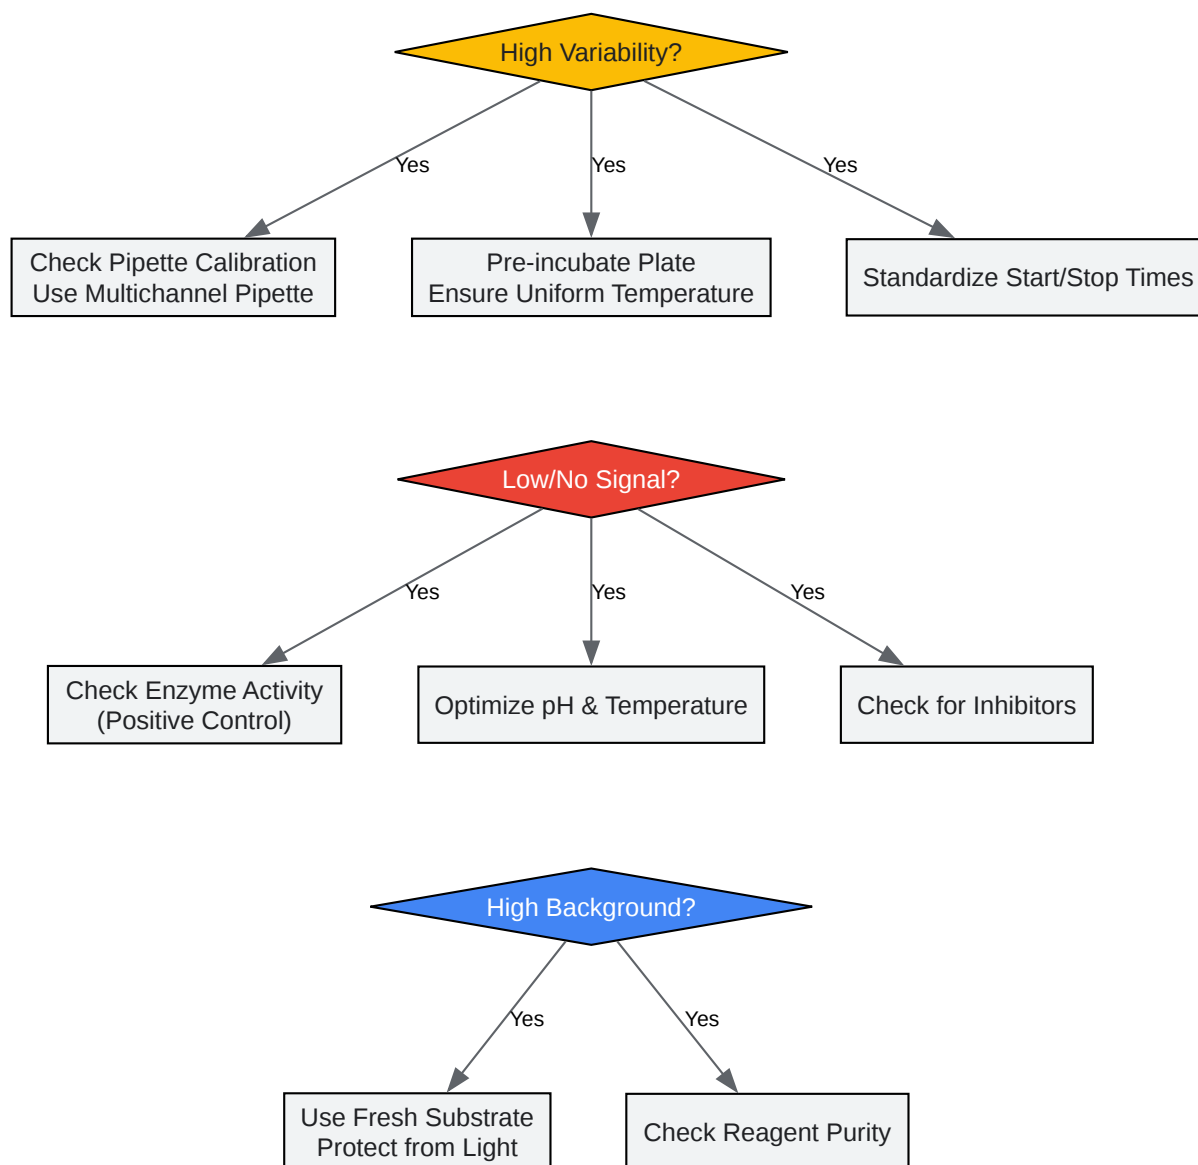 High Variability?
Yes
Yes
Yes
Check Pipette Calibration
Use Multichannel Pipette
Pre-incubate Plate
Ensure Uniform Temperature
Standardize Start/Stop Times
Low/No Signal?
Yes
Yes
Yes
Check Enzyme Activity
(Positive Control)
Optimize pH & Temperature
Check for Inhibitors
High Background?
Yes
Yes
Use Fresh Substrate
Protect from Light
Check Reagent Purity